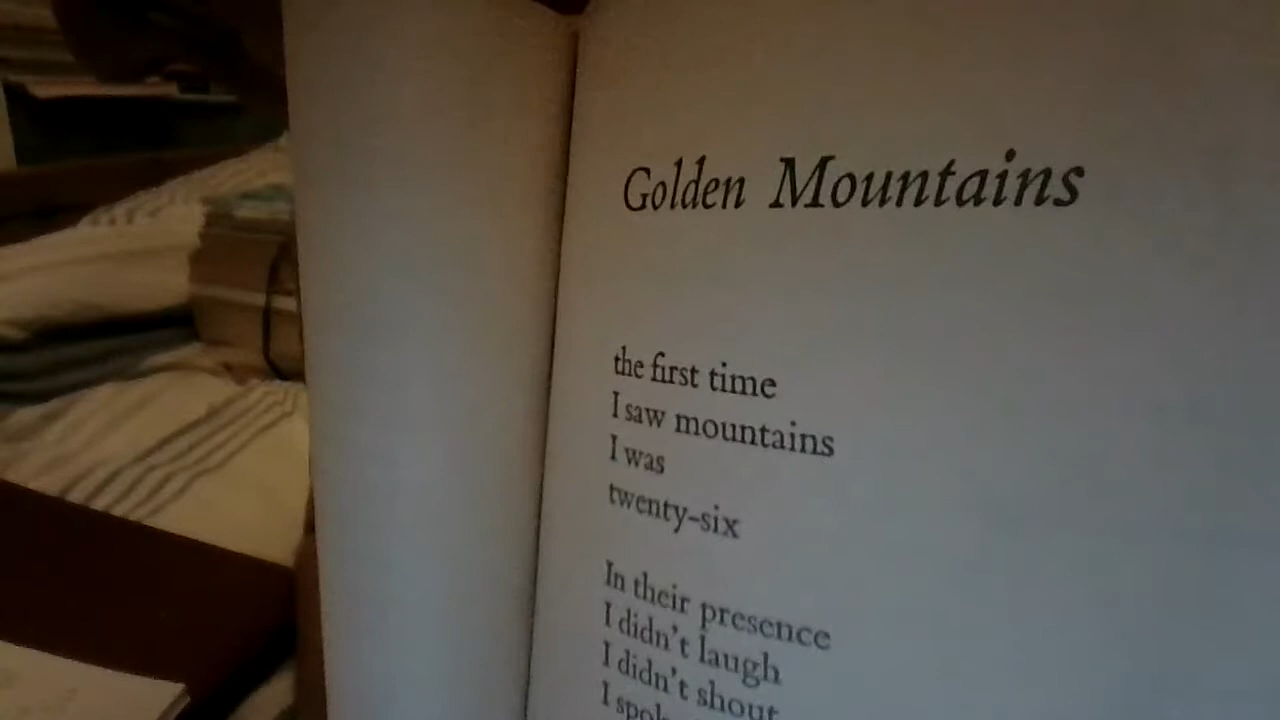 Golden Mountains
the first time
I saw mountains
I was
twenty-six
In their presence
I didn't laugh
I didn't shout
I